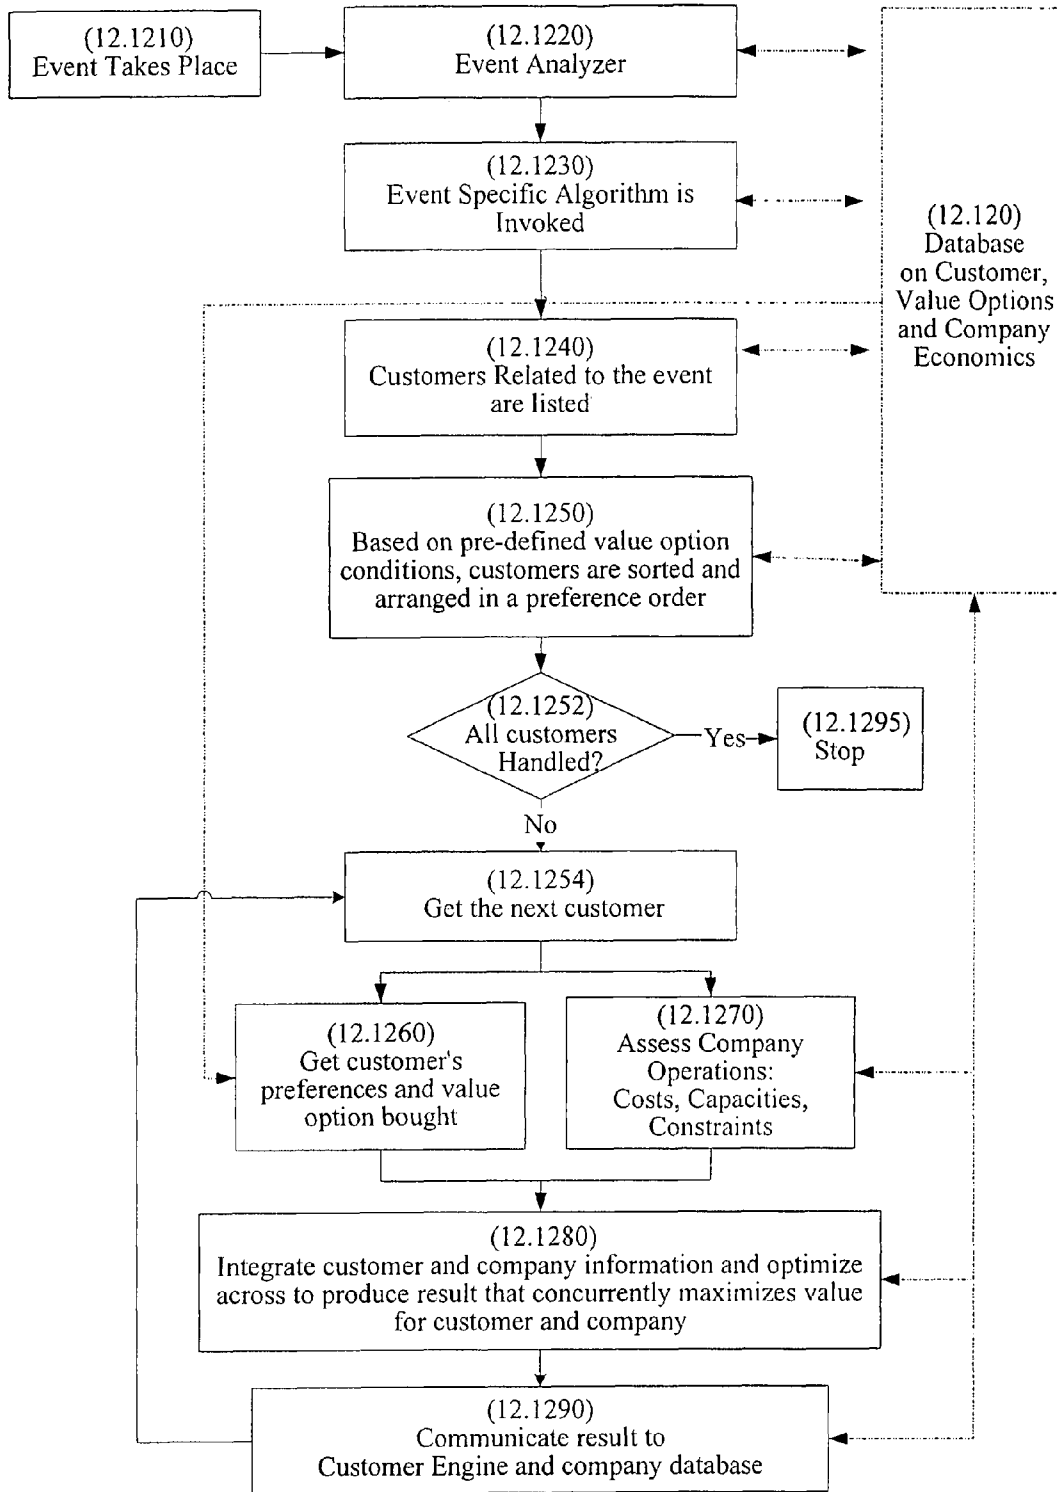 (12.1210)
Event Takes Place
(12.1220)
Event Analyzer
(12.1230)
Event Specific Algorithm is
Invoked
(12.120)
Database
on Customer,
Value Options
and Company
Economics
(12.1240)
Customers Related to the event
are listed
(12.1250)
Based on pre-defined value option
conditions, customers are sorted and
arranged in a preference order
(12.1252)
All customers
Handled?
Yes
(12.1295)
Stop
No
(12.1254)
Get the next customer
(12.1260)
Get customer's
preferences and value
option bought
(12.1270)
Assess Company
Operations:
Costs, Capacities,
Constraints
(12.1280)
Integrate customer and company information and optimize
across to produce result that concurrently maximizes value
for customer and company
(12.1290)
Communicate result to
Customer Engine and company database